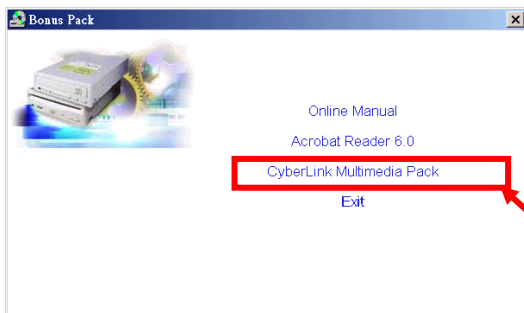 Bonus Pack
Online Manual
Acrobat Reader 6.0
CyberLink Multimedia Pack
Exit